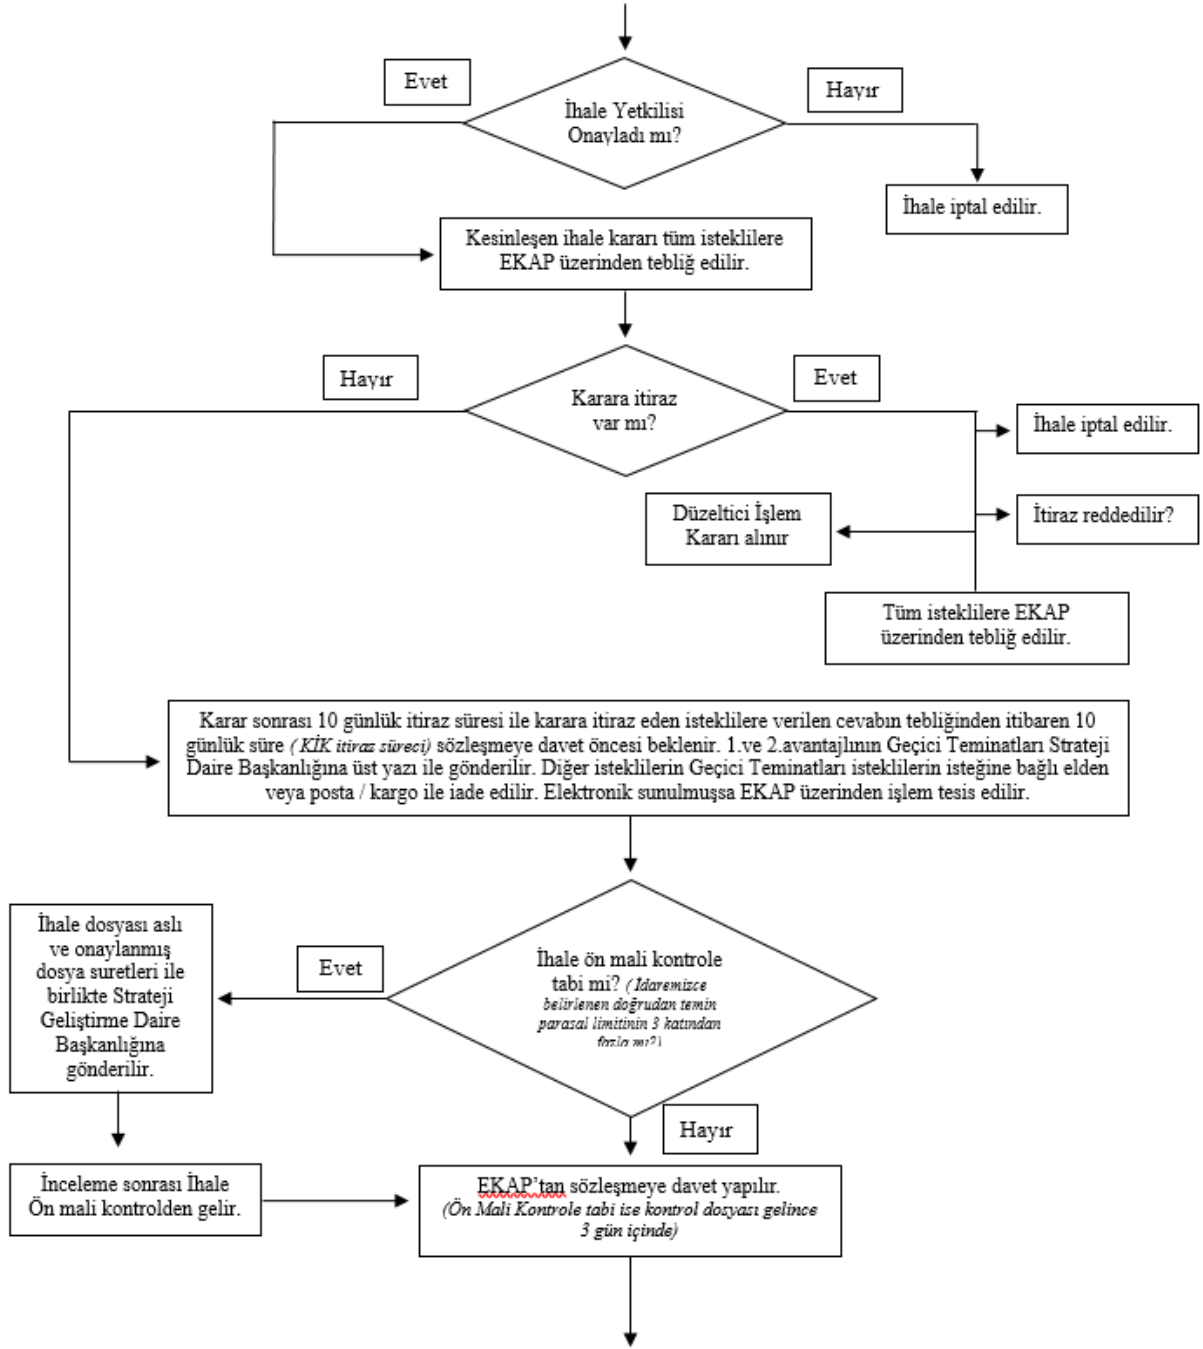 Evet
Hayır
İhale Yetkilisi
Onayladı mı?
İhale iptal edilir.
Kesinleşen ihale kararı tüm isteklilere
EKAP üzerinden tebliğ edilir.
Hayır
Evet
Karara itiraz
var mı?
İhale iptal edilir.
Düzeltici İşlem
Kararı alınır
İtiraz reddedilir?
Tüm isteklilere EKAP
üzerinden tebliğ edilir.
Karar sonrası 10 günlük itiraz süresi ile karara itiraz eden isteklilere verilen cevabın tebliğinden itibaren 10
günlük süre ( KİK itiraz süreci) sözleşmeye davet öncesi beklenir. 1.ve 2.avantajlının Geçici Teminatları Strateji
Daire Başkanlığına üst yazı ile gönderilir. Diğer isteklilerin Geçici Teminatları isteklilerin isteğine bağlı elden
veya posta / kargo ile iade edilir. Elektronik sunulmuşsa EKAP üzerinden işlem tesis edilir.
İhale dosyası aslı
ve onaylanmış
dosya suretleri ile
birlikte Strateji
Geliştirme Daire
Başkanlığına
gönderilir.
Evet
İhale ön mali kontrole
tabi mi? ( İdaremizce
belirlenen doğrudan temin
parasal limitinin 3 katından
fazla mı?)
Hayır
İnceleme sonrası İhale
Ön mali kontrolden gelir.
EKAP'tan sözleşmeye davet yapılır.
(Ön Mali Kontrole tabi ise kontrol dosyası gelince
3 gün içinde)